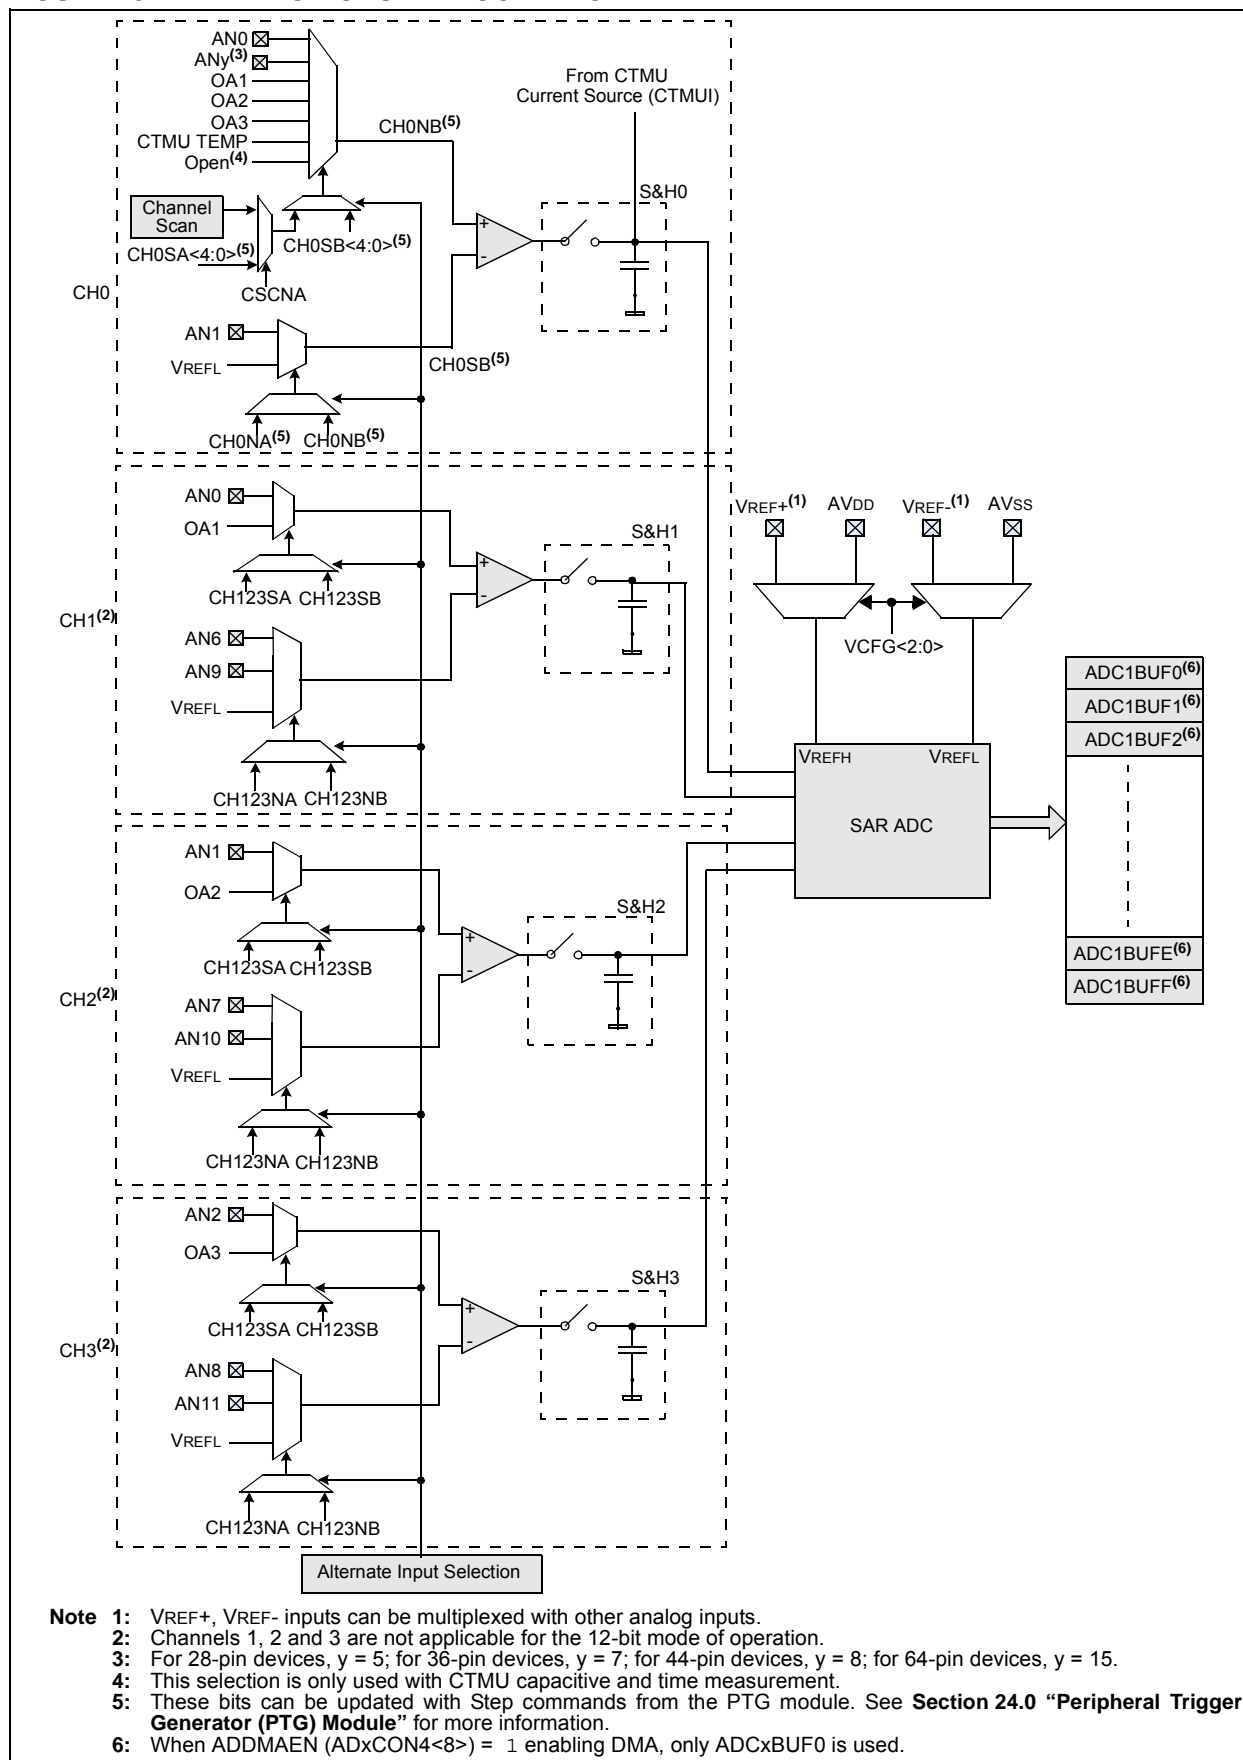 AN0
ANy(3)
OA1
OA2
OA3
CTMU TEMP
Open(4)
From CTMU
Current Source (CTMUI)
CH0NB(5)
S&H0
+
-
Channel
Scan
CH0SA<4:0>(5)
CH0SB<4:0>(5)
CSCNA
CH0
AN1
VREFL
CH0SB(5)
CH0NA(5) CH0NB(5)
AN0
OA1
S&H1
+
-
CH123SA CH123SB
CH1(2)
AN6
AN9
VREFL
CH123NA CH123NB
VREF+(1) AVDD VREF-(1) AVSS
VCFG<2:0>
VREFH VREFL
SAR ADC
ADC1BUF0(6)
ADC1BUF1(6)
ADC1BUF2(6)
ADC1BUFE(6)
ADC1BUFF(6)
AN1
OA2
S&H2
+
-
CH123SA CH123SB
CH2(2)
AN7
AN10
VREFL
CH123NA CH123NB
AN2
OA3
S&H3
+
-
CH123SA CH123SB
CH3(2)
AN8
AN11
VREFL
CH123NA CH123NB
Alternate Input Selection
Note 1: VREF+, VREF- inputs can be multiplexed with other analog inputs.
2: Channels 1, 2 and 3 are not applicable for the 12-bit mode of operation.
3: For 28-pin devices, y = 5; for 36-pin devices, y = 7; for 44-pin devices, y = 8; for 64-pin devices, y = 15.
4: This selection is only used with CTMU capacitive and time measurement.
5: These bits can be updated with Step commands from the PTG module. See Section 24.0 “Peripheral Trigger
Generator (PTG) Module” for more information.
6: When ADDMAEN (ADxCON4<8>) = 1 enabling DMA, only ADCxBUF0 is used.